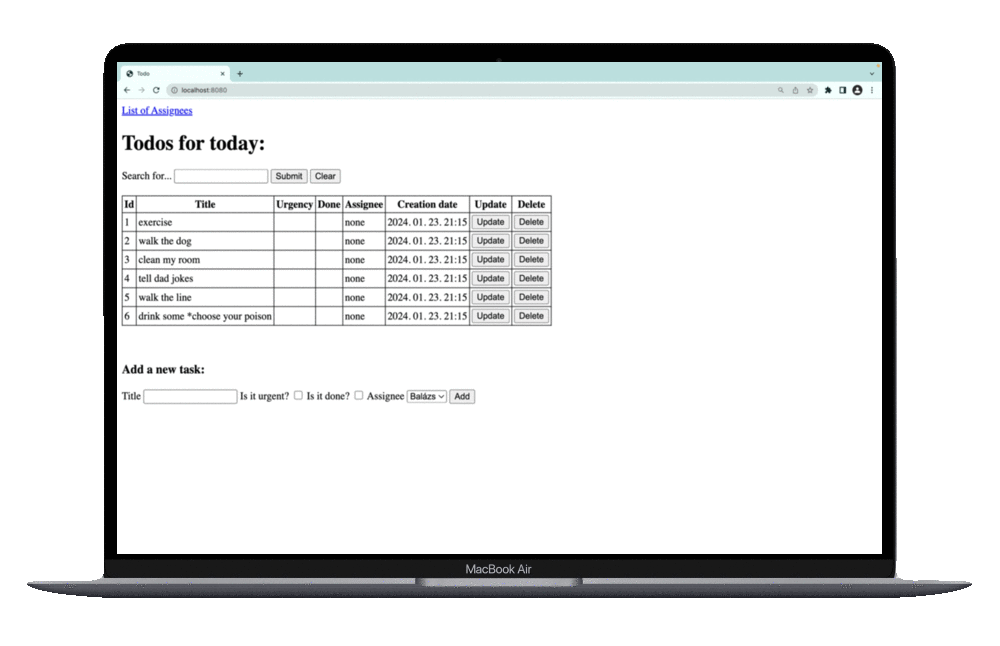 Todo
localhost:8080
List of Assignees
Todos for today:
Search for... Submit Clear
Id Title Urgency Done Assignee Creation date Update Delete
1 exercise none 2024. 01. 23. 21:15 Update Delete
2 walk the dog none 2024. 01. 23. 21:15 Update Delete
3 clean my room none 2024. 01. 23. 21:15 Update Delete
4 tell dad jokes none 2024. 01. 23. 21:15 Update Delete
5 walk the line none 2024. 01. 23. 21:15 Update Delete
6 drink some *choose your poison none 2024. 01. 23. 21:15 Update Delete
Add a new task:
Title Is it urgent? Is it done? Assignee Balázs Add
MacBook Air